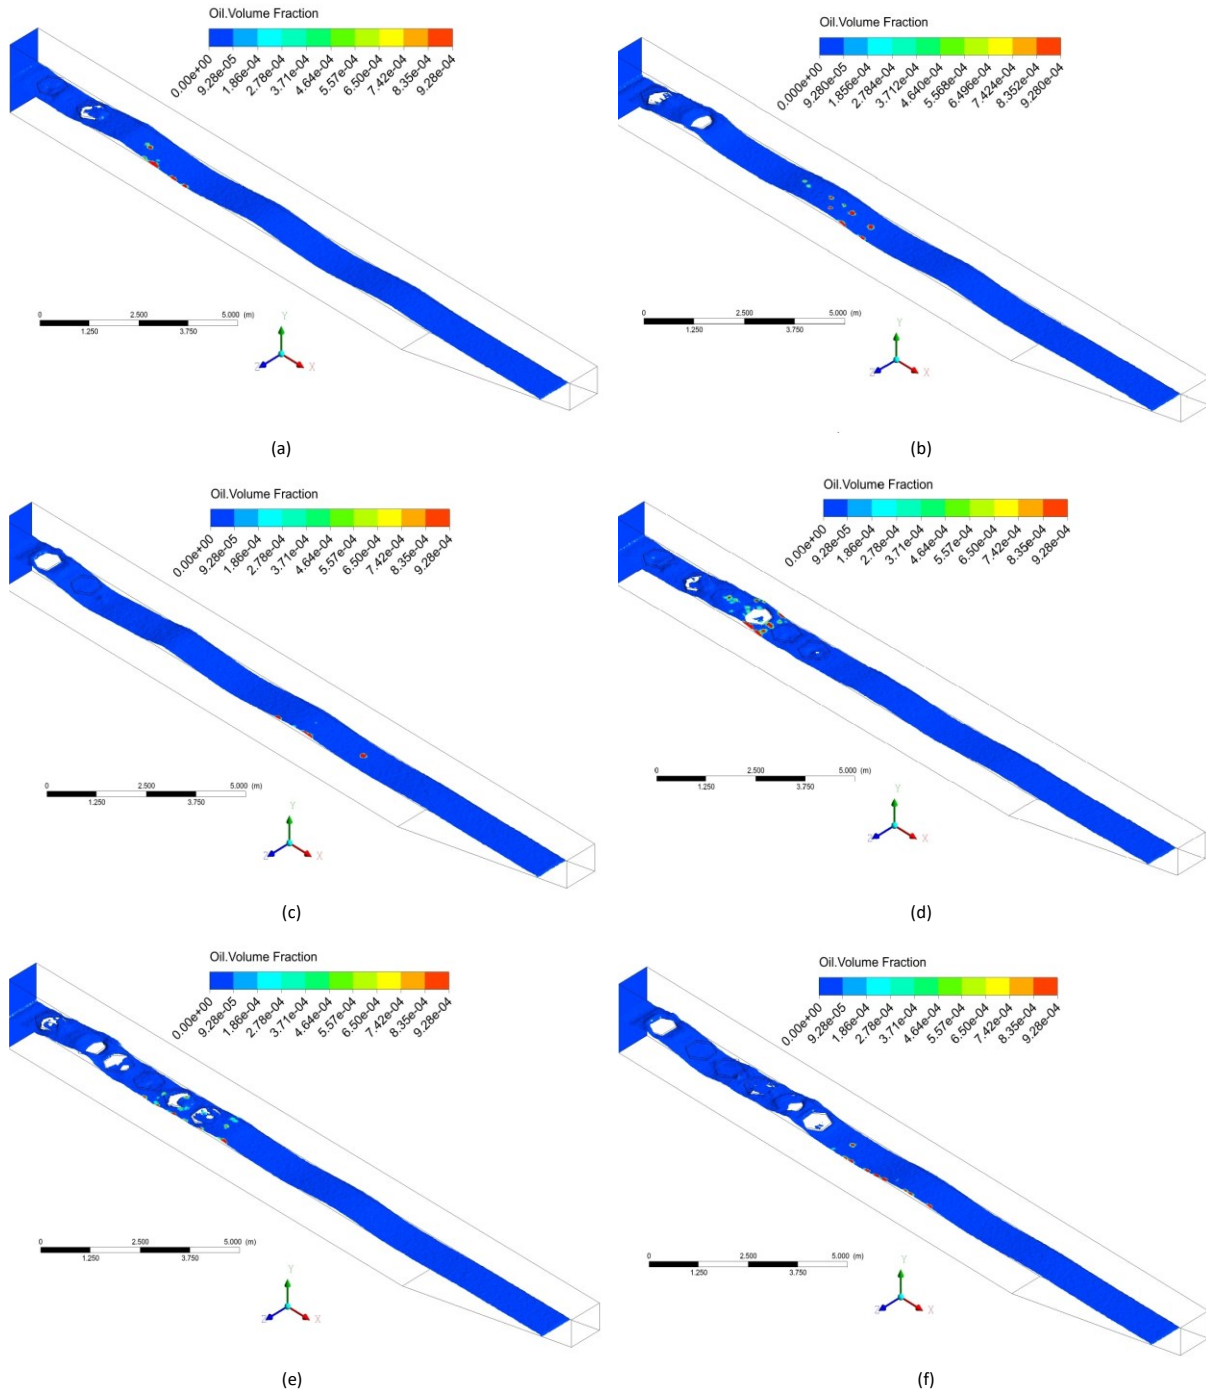 Oil.Volume Fraction
0.00e+00 9.28e-05 1.86e-04 2.78e-04 3.71e-04 4.64e-04 5.57e-04 6.50e-04 7.42e-04 8.35e-04 9.28e-04
0 2.500 5.000 (m)
1.250 3.750
Y
Z X
(a)
Oil.Volume Fraction
0.000e+00 9.280e-05 1.856e-04 2.784e-04 3.712e-04 4.640e-04 5.568e-04 6.496e-04 7.424e-04 8.352e-04 9.280e-04
0 2.500 5.000 (m)
1.250 3.750
Y
Z X
(b)
Oil.Volume Fraction
0.00e+00 9.28e-05 1.86e-04 2.78e-04 3.71e-04 4.64e-04 5.57e-04 6.50e-04 7.42e-04 8.35e-04 9.28e-04
0 2.500 5.000 (m)
1.250 3.750
Y
Z X
(c)
Oil.Volume Fraction
0.00e+00 9.28e-05 1.86e-04 2.78e-04 3.71e-04 4.64e-04 5.57e-04 6.50e-04 7.42e-04 8.35e-04 9.28e-04
0 2.500 5.000 (m)
1.250 3.750
Y
Z X
(d)
Oil.Volume Fraction
0.00e+00 9.28e-05 1.86e-04 2.78e-04 3.71e-04 4.64e-04 5.57e-04 6.50e-04 7.42e-04 8.35e-04 9.28e-04
0 2.500 5.000 (m)
1.250 3.750
Y
Z X
(e)
Oil.Volume Fraction
0.00e+00 9.28e-05 1.86e-04 2.78e-04 3.71e-04 4.64e-04 5.57e-04 6.50e-04 7.42e-04 8.35e-04 9.28e-04
0 2.500 5.000 (m)
1.250 3.750
Y
Z X
(f)